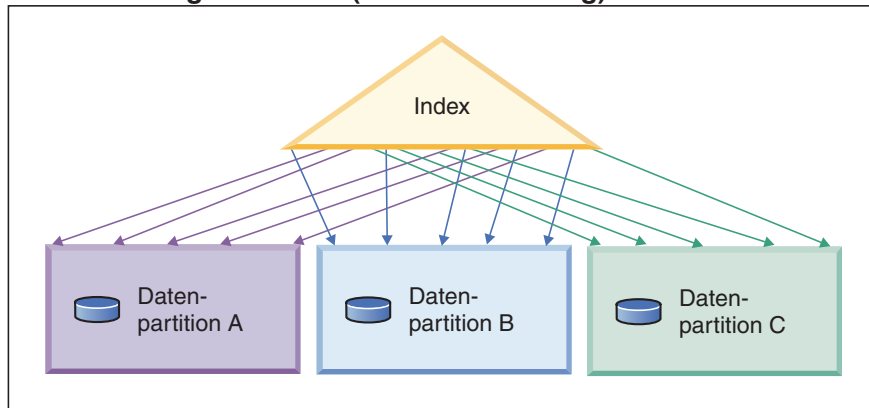 Index
Daten-
partition A
Daten-
partition B
Daten-
partition C